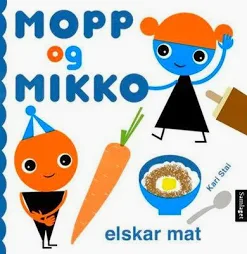 MOPP
og
MIKKO
Kari Stai
Samlaget
elskar mat